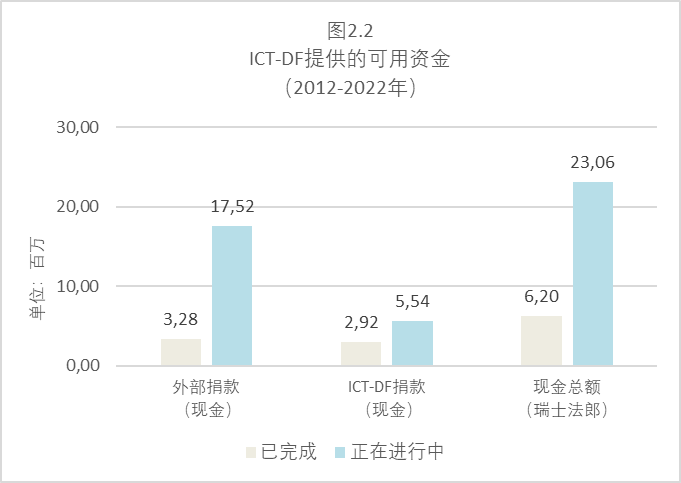 图2.2
ICT-DF提供的可用资金
（2012-2022年）
单位：百万
30,00
20,00
10,00
0,00
3,28
17,52
2,92
5,54
6,20
23,06
外部捐款
（现金）
ICT-DF捐款
（现金）
现金总额
（瑞士法郎）
已完成
正在进行中